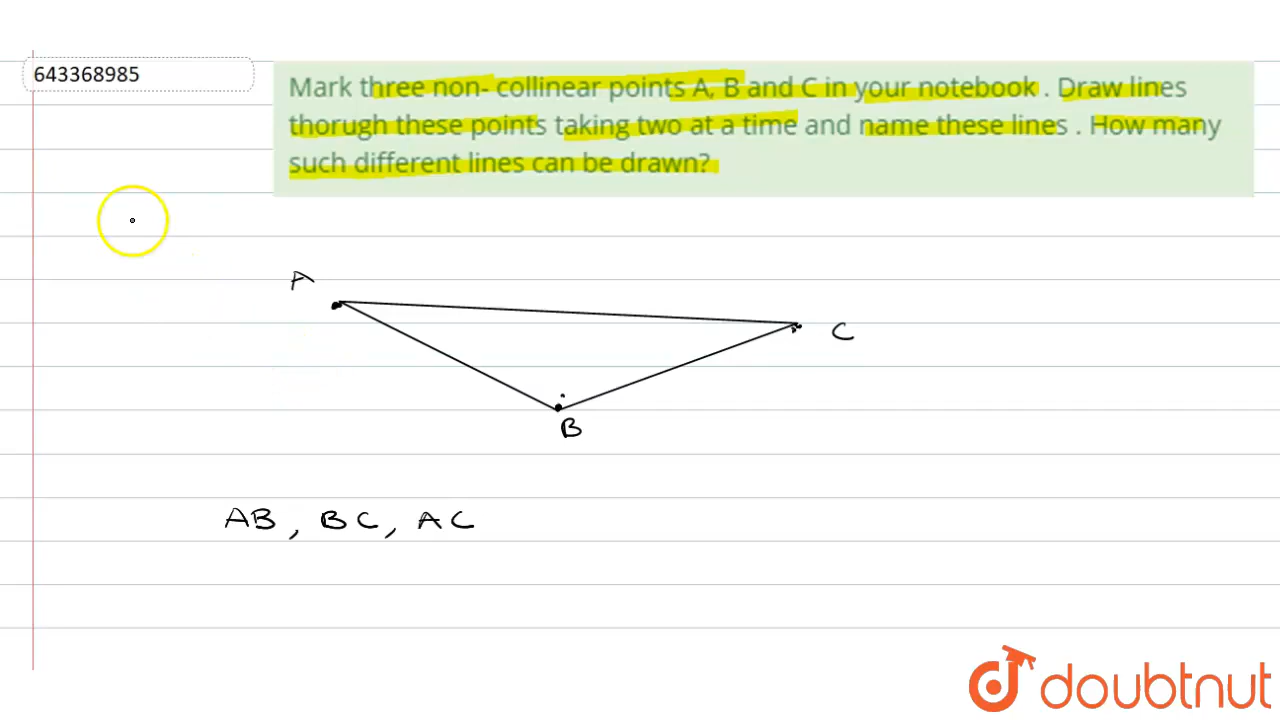 643368985
Mark three non- collinear points A, B and C in your notebook . Draw lines
thorugh these points taking two at a time and name these lines . How many
such different lines can be drawn?
A
C
B
AB , BC , AC
doubtnut